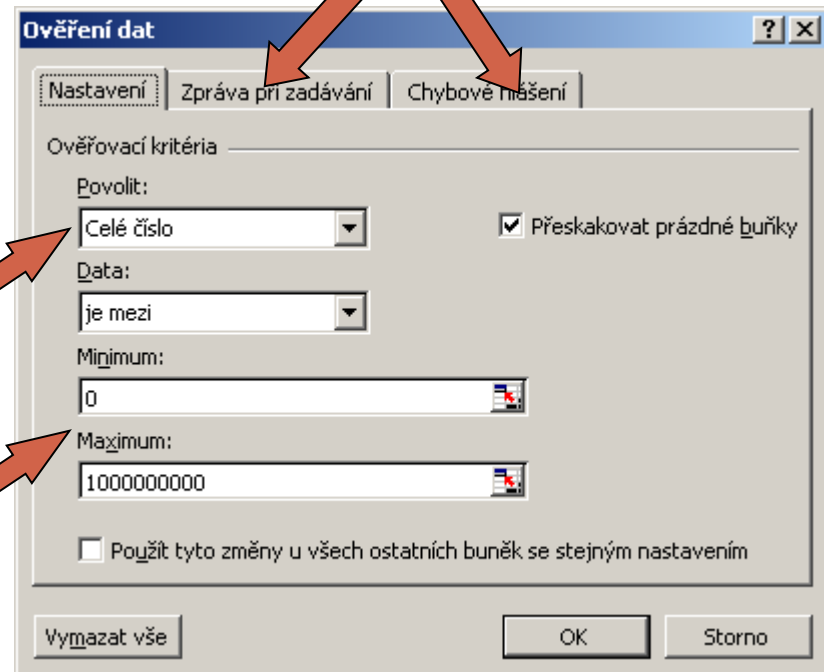 Ověření dat
Nastavení
Zpráva při zadávání
Chybové hlášení
Ověřovací kritéria
Povolit:
Celé číslo
Přeskakovat prázdné buňky
Data:
je mezi
Minimum:
0
Maximum:
1000000000
Použít tyto změny u všech ostatních buněk se stejným nastavením
Vymazat vše
OK
Storno